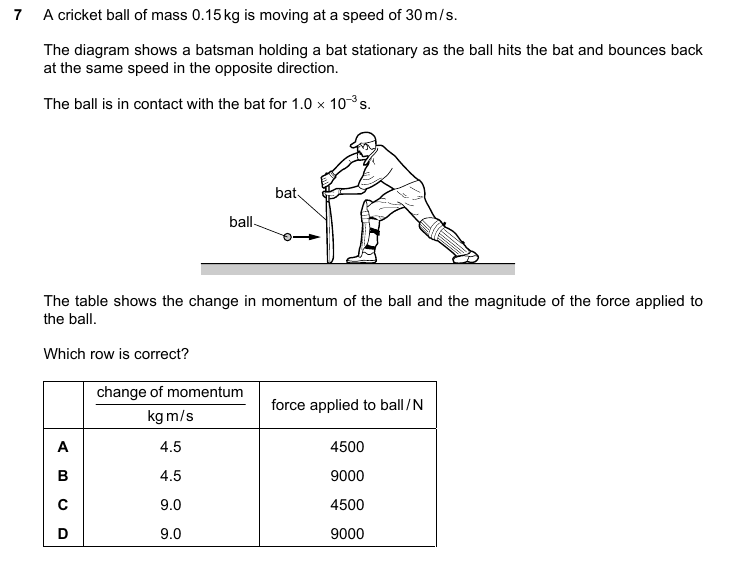 7 A cricket ball of mass 0.15 kg is moving at a speed of 30 m / s.
The diagram shows a batsman holding a bat stationary as the ball hits the bat and bounces back
at the same speed in the opposite direction.
The ball is in contact with the bat for 1.0 × 10⁻³ s.
bat
ball
The table shows the change in momentum of the ball and the magnitude of the force applied to
the ball.
Which row is correct?
change of momentum
kg m / s
force applied to ball / N
A 4.5 4500
B 4.5 9000
C 9.0 4500
D 9.0 9000